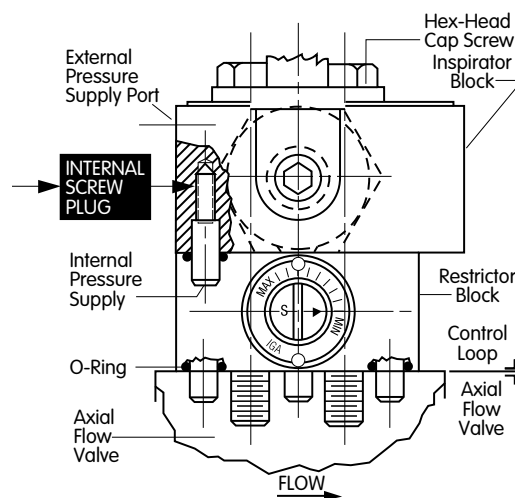 Hex-Head
Cap Screw
Inspirator
Block
External
Pressure
Supply Port
INTERNAL
SCREW
PLUG
Internal
Pressure
Supply
MAX
S
MIN
IGA
Restrictor
Block
O-Ring
Control
Loop
Axial
Flow
Valve
Axial
Flow
Valve
FLOW